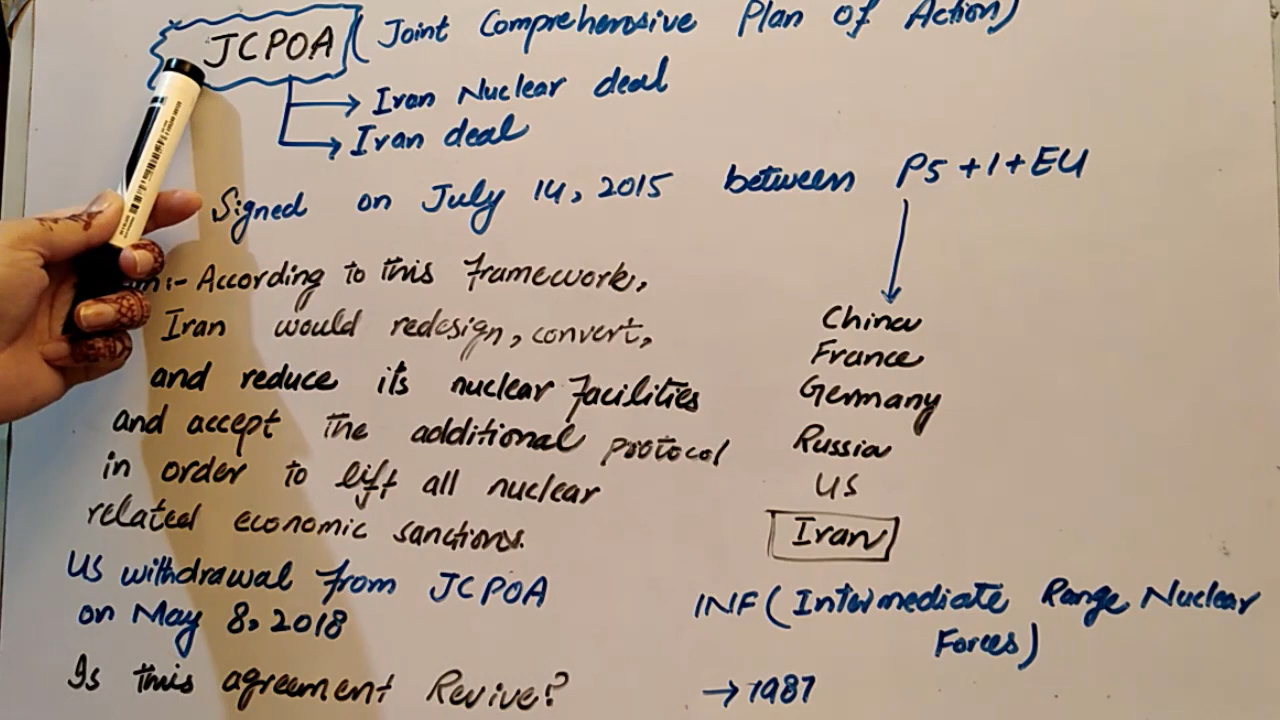 JCPOA ( Joint Comprehensive Plan of Action)
→ Iran Nuclear deal
→ Iran deal
Signed on July 14, 2015 between P5 +1+EU
:- According to this framework,
Iran would redesign, convert,
and reduce its nuclear facilities
and accept the additional protocol
in order to lift all nuclear
related economic sanctions.
US withdrawal from JCPOA
on May 8, 2018
Is this agreement Revive?
China
France
Germany
Russia
US
Iran
INF ( Intermediate Range Nuclear
Forces)
→ 1987